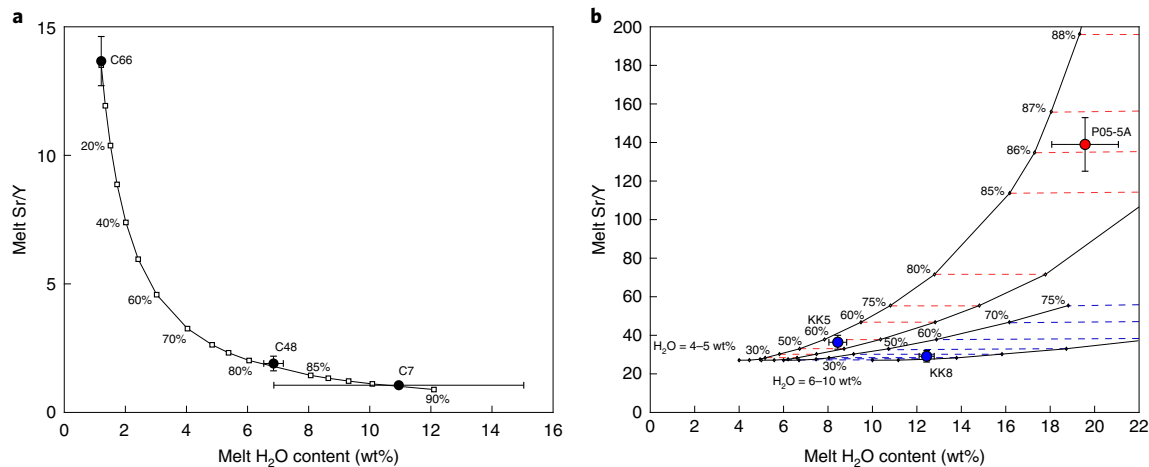 a
15
10
5
0
Melt Sr/Y
0 2 4 6 8 10 12 14 16
Melt H₂O content (wt%)
C66
20%
40%
60%
70%
C48
80%
85%
C7
90%
b
200
180
160
140
120
100
80
60
40
20
0
Melt Sr/Y
0 2 4 6 8 10 12 14 16 18 20 22
Melt H₂O content (wt%)
88%
87%
P05-5A
86%
85%
80%
75%
75%
60%
70%
KK5
60%
60%
50%
50%
H₂O = 4–5 wt%
30%
30%
KK8
H₂O = 6–10 wt%